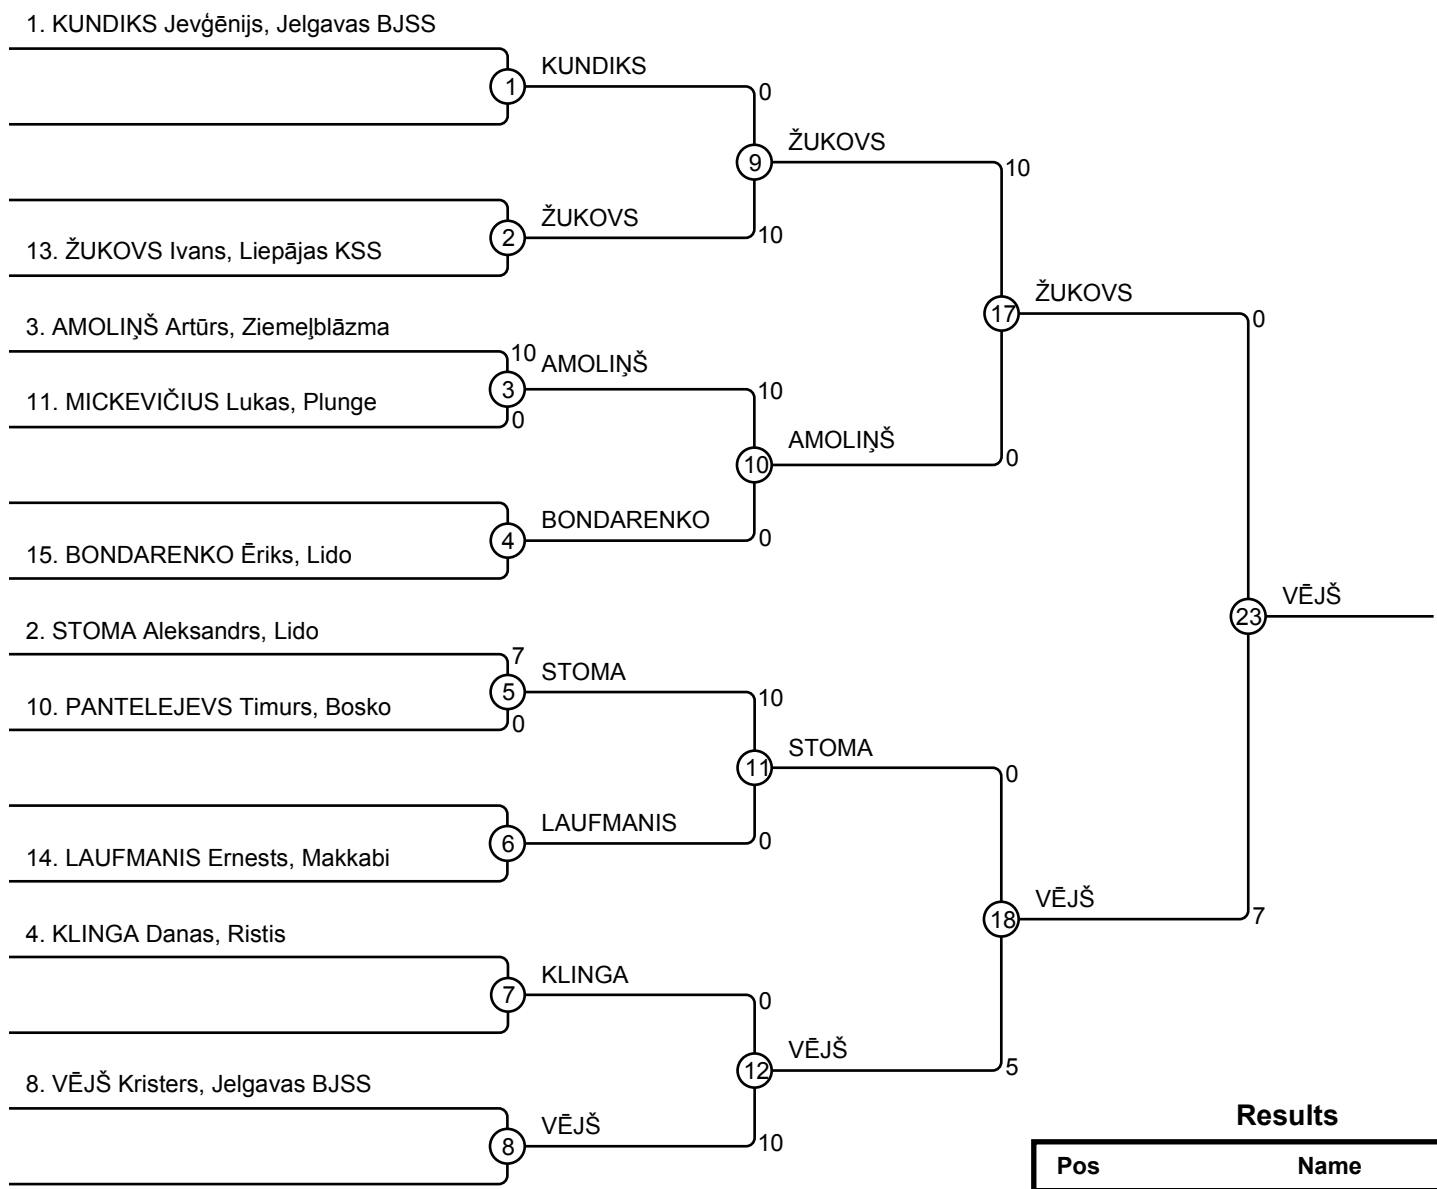 1. KUNDIKS Jevģēnijs, Jelgavas BJSS
KUNDIKS
1
0
ŽUKOVS
9
10
ŽUKOVS
2
10
13. ŽUKOVS Ivans, Liepājas KSS
ŽUKOVS
17
0
3. AMOLIŅŠ Artūrs, Ziemeļblāzma
10
AMOLIŅŠ
3
10
11. MICKEVIČIUS Lukas, Plunge
0
AMOLIŅŠ
10
0
BONDARENKO
4
0
15. BONDARENKO Ēriks, Lido
VĒJŠ
23
2. STOMA Aleksandrs, Lido
7
STOMA
5
10
10. PANTELEJEVS Timurs, Bosko
0
STOMA
11
0
LAUFMANIS
6
0
14. LAUFMANIS Ernests, Makkabi
VĒJŠ
18
7
4. KLINGA Danas, Ristis
KLINGA
7
0
VĒJŠ
12
5
8. VĒJŠ Kristers, Jelgavas BJSS
VĒJŠ
8
10
Results
Pos Name